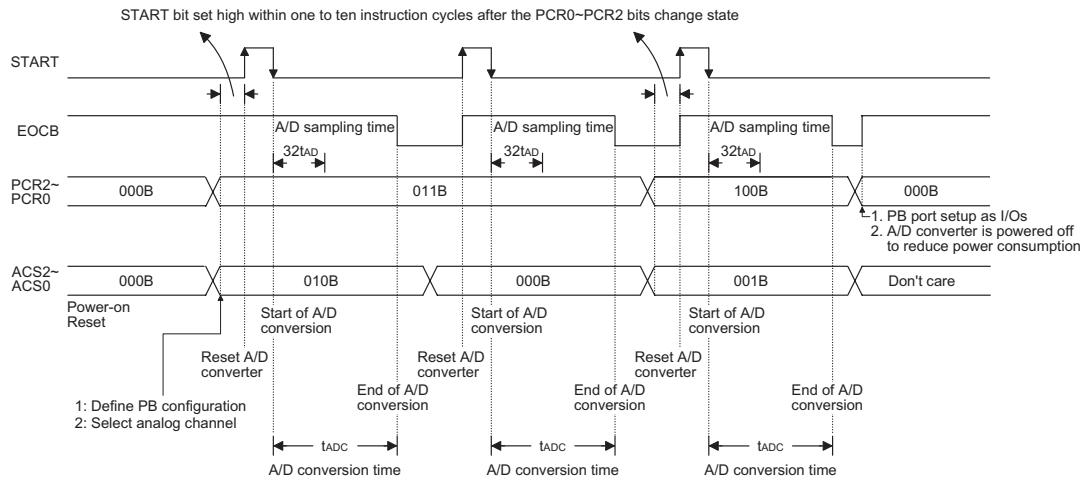 START bit set high within one to ten instruction cycles after the PCR0~PCR2 bits change state
START
EOCB
A/D sampling time
A/D sampling time
A/D sampling time
32tAD
32tAD
32tAD
PCR2~
PCR0
000B
011B
100B
000B
1. PB port setup as I/Os
2. A/D converter is powered off
to reduce power consumption
ACS2~
ACS0
000B
010B
000B
001B
Don't care
Power-on
Reset
Start of A/D
conversion
Start of A/D
conversion
Start of A/D
conversion
Reset A/D
converter
Reset A/D
converter
Reset A/D
converter
1: Define PB configuration
2: Select analog channel
End of A/D
conversion
End of A/D
conversion
End of A/D
conversion
tADC
tADC
tADC
A/D conversion time
A/D conversion time
A/D conversion time